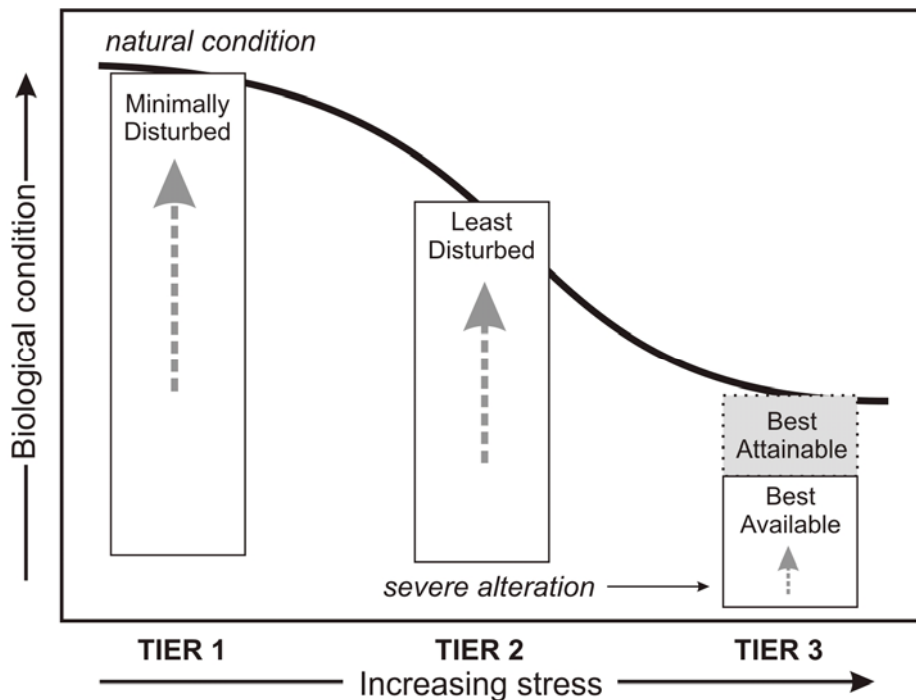 natural condition
Minimally
Disturbed
Least
Disturbed
Best
Attainable
Best
Available
severe alteration
Biological condition
TIER 1
TIER 2
TIER 3
Increasing stress